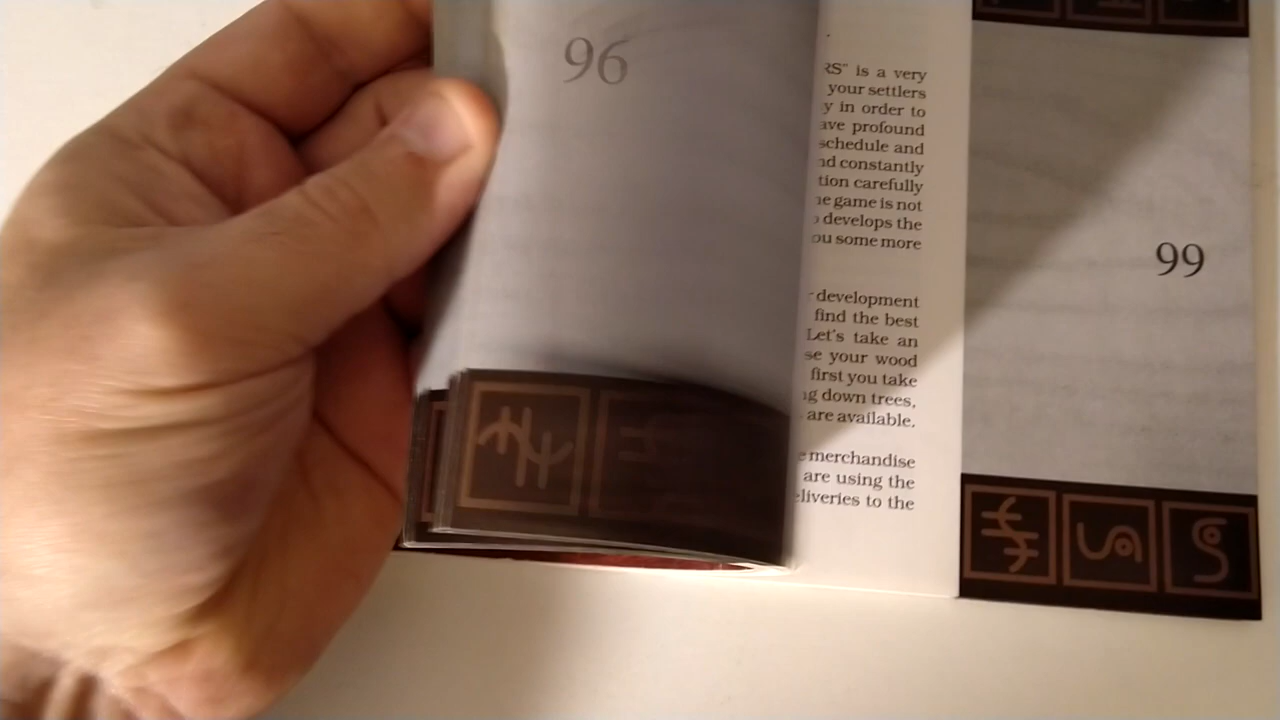 96
RS" is a very
your settlers
y in order to
ave profound
schedule and
nd constantly
tion carefully
ne game is not
develops the
ou some more
development
find the best
Let's take an
se your wood
first you take
ng down trees,
are available.
e merchandise
are using the
eliveries to the
99